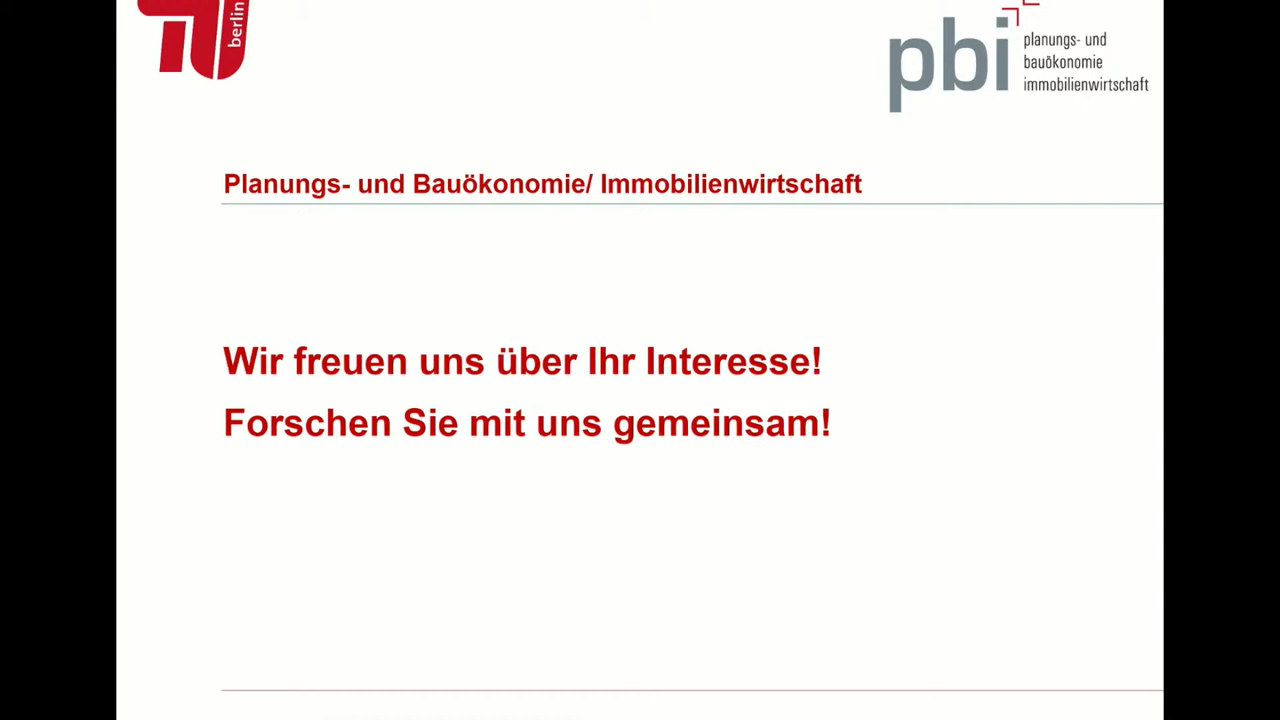 berlin
pbi
planungs- und
bauökonomie
immobilienwirtschaft
Planungs- und Bauökonomie/ Immobilienwirtschaft
Wir freuen uns über Ihr Interesse!
Forschen Sie mit uns gemeinsam!